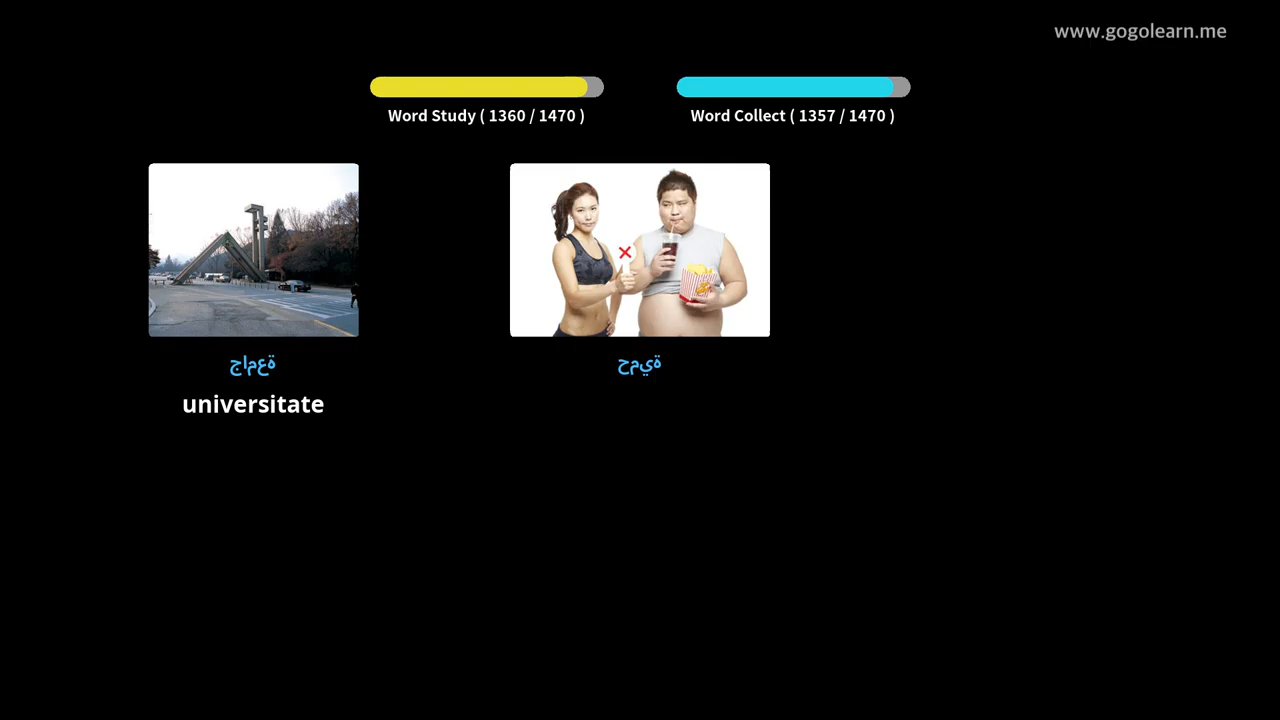 www.gogolearn.me
Word Study ( 1360 / 1470 )
Word Collect ( 1357 / 1470 )
جامعة
universitate
حمية